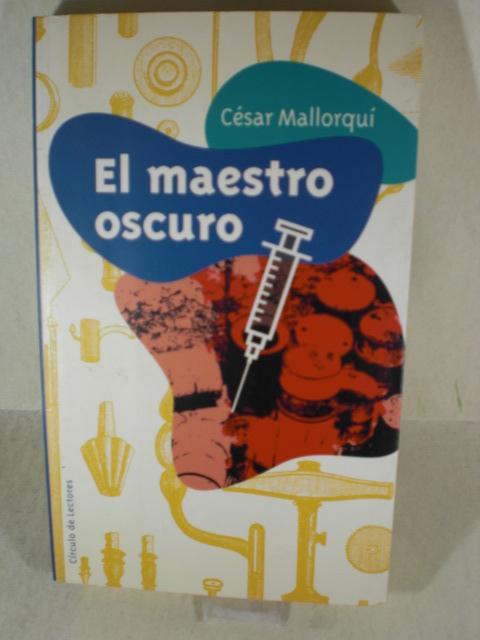 César Mallorquí
El maestro
oscuro
Círculo de Lectores